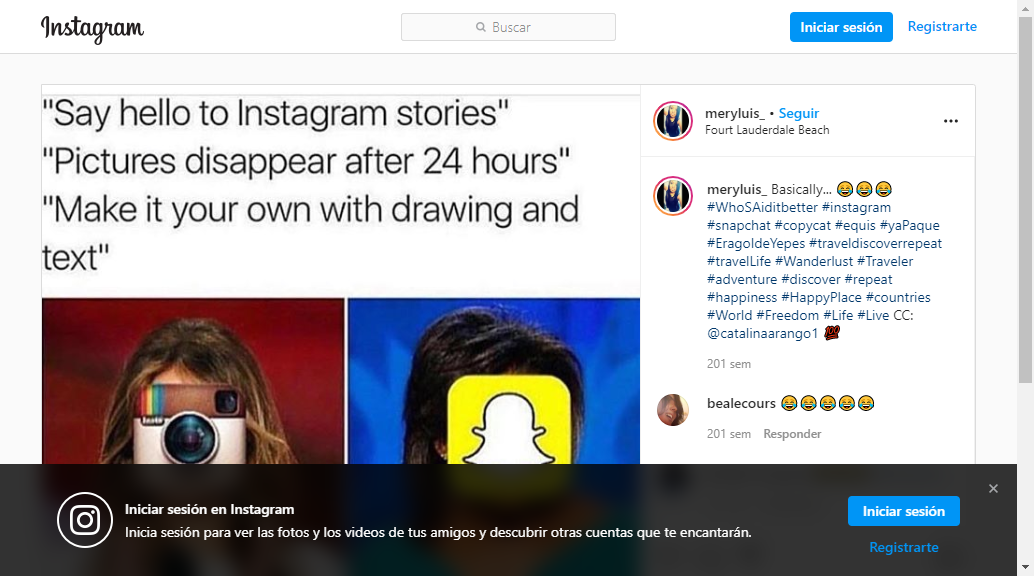 Instagram
Buscar
Iniciar sesión
Registrarte
"Say hello to Instagram stories"
"Pictures disappear after 24 hours"
"Make it your own with drawing and
text"
Insta
meryluis_ • Seguir
Fourt Lauderdale Beach
meryluis_ Basically... 😂😂😂
#WhoSAiditbetter #instagram
#snapchat #copycat #equis #yaPaque
#EragoldeYepes #traveldiscoverrepeat
#travelLife #Wanderlust #Traveler
#adventure #discover #repeat
#happiness #HappyPlace #countries
#World #Freedom #Life #Live CC:
@catalinaarango1 💯
201 sem
bealecours 😂😂😂😂😂
201 sem Responder
Iniciar sesión en Instagram
Inicia sesión para ver las fotos y los videos de tus amigos y descubrir otras cuentas que te encantarán.
Iniciar sesión
Registrarte